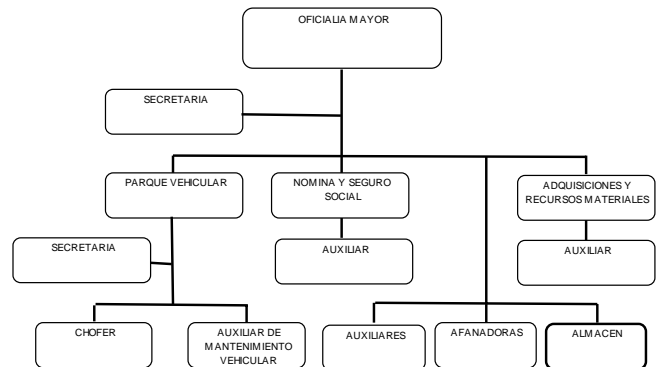 OFICIALIA MAYOR
SECRETARIA
PARQUE VEHICULAR
NOMINA Y SEGURO
SOCIAL
ADQUISICIONES Y
RECURSOS MATERIALES
SECRETARIA
AUXILIAR
AUXILIAR
CHOFER
AUXILIAR DE
MANTENIMIENTO
VEHICULAR
AUXILIARES
AFANADORAS
ALMACEN